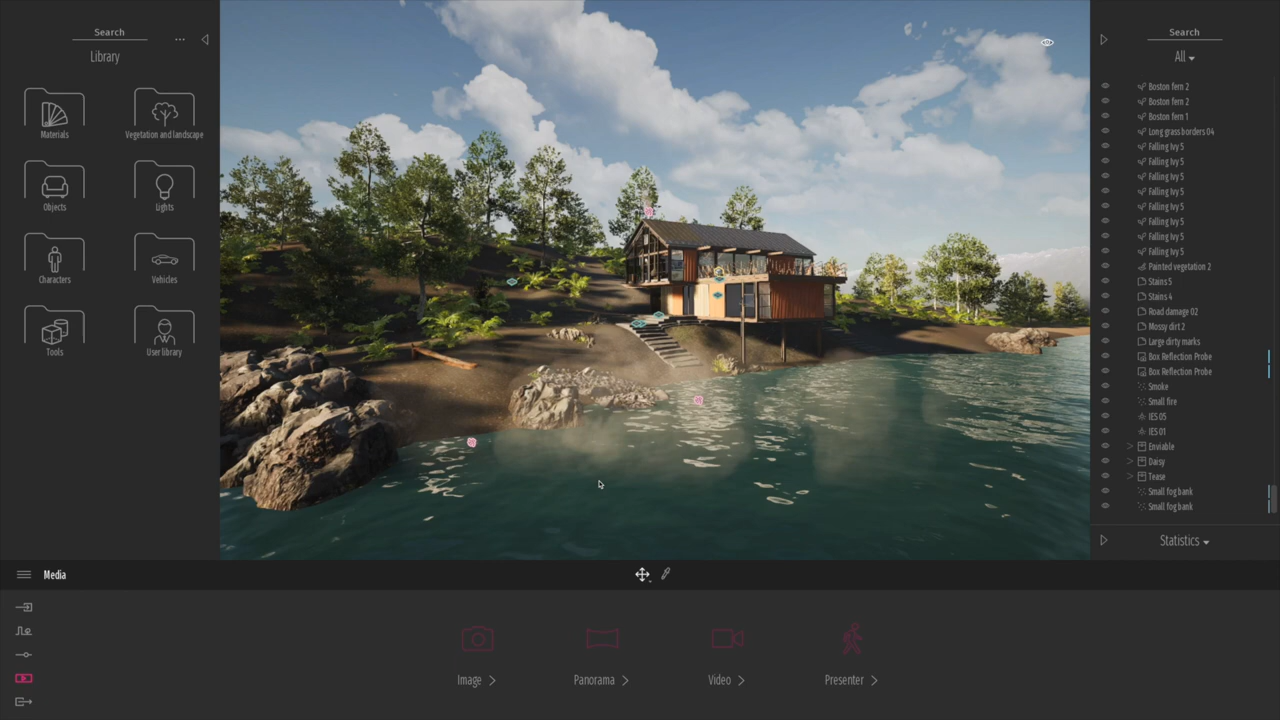 Search
Library
Materials
Vegetation and landscape
Objects
Lights
Characters
Vehicles
Tools
User library
Search
All
Boston fern 2
Boston fern 2
Boston fern 1
Long grass borders 04
Falling Ivy 5
Falling Ivy 5
Falling Ivy 5
Falling Ivy 5
Falling Ivy 5
Falling Ivy 5
Falling Ivy 5
Falling Ivy 5
Painted vegetation 2
Stains 5
Stains 4
Road damage 02
Mossy dirt 2
Large dirty marks
Box Reflection Probe
Box Reflection Probe
Smoke
Small fire
IES 05
IES 01
Enviable
Daisy
Tease
Small fog bank
Small fog bank
Statistics
Media
Image
Panorama
Video
Presenter